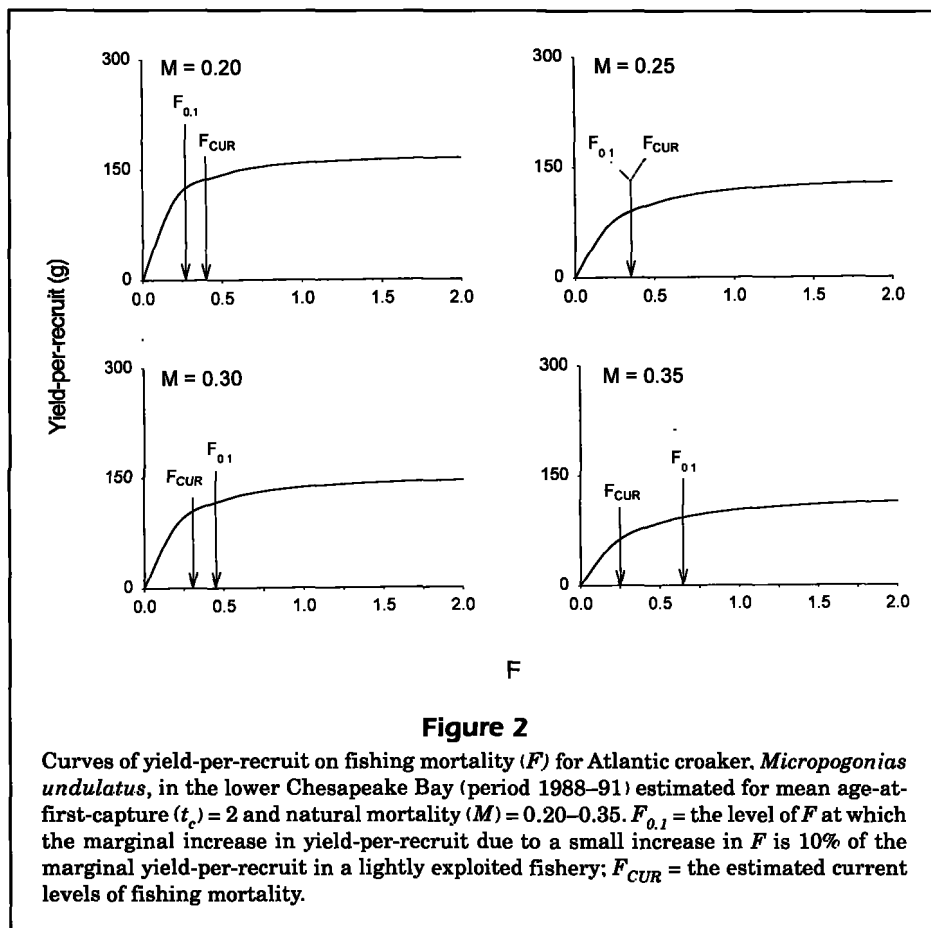 Yield-per-recruit (g)
300
150
0
M = 0.20
F0.1
FCUR
0.0 0.5 1.0 1.5 2.0
300
150
0
M = 0.25
F0 1
FCUR
0.0 0.5 1.0 1.5 2.0
300
150
0
M = 0.30
FCUR
F0 1
0.0 0.5 1.0 1.5 2.0
300
150
0
M = 0.35
FCUR
F0 1
0.0 0.5 1.0 1.5 2.0
F
Figure 2
Curves of yield-per-recruit on fishing mortality (F) for Atlantic croaker, Micropogonias
undulatus, in the lower Chesapeake Bay (period 1988–91) estimated for mean age-at-
first-capture (tc) = 2 and natural mortality (M) = 0.20–0.35. F0.1 = the level of F at which
the marginal increase in yield-per-recruit due to a small increase in F is 10% of the
marginal yield-per-recruit in a lightly exploited fishery; FCUR = the estimated current
levels of fishing mortality.